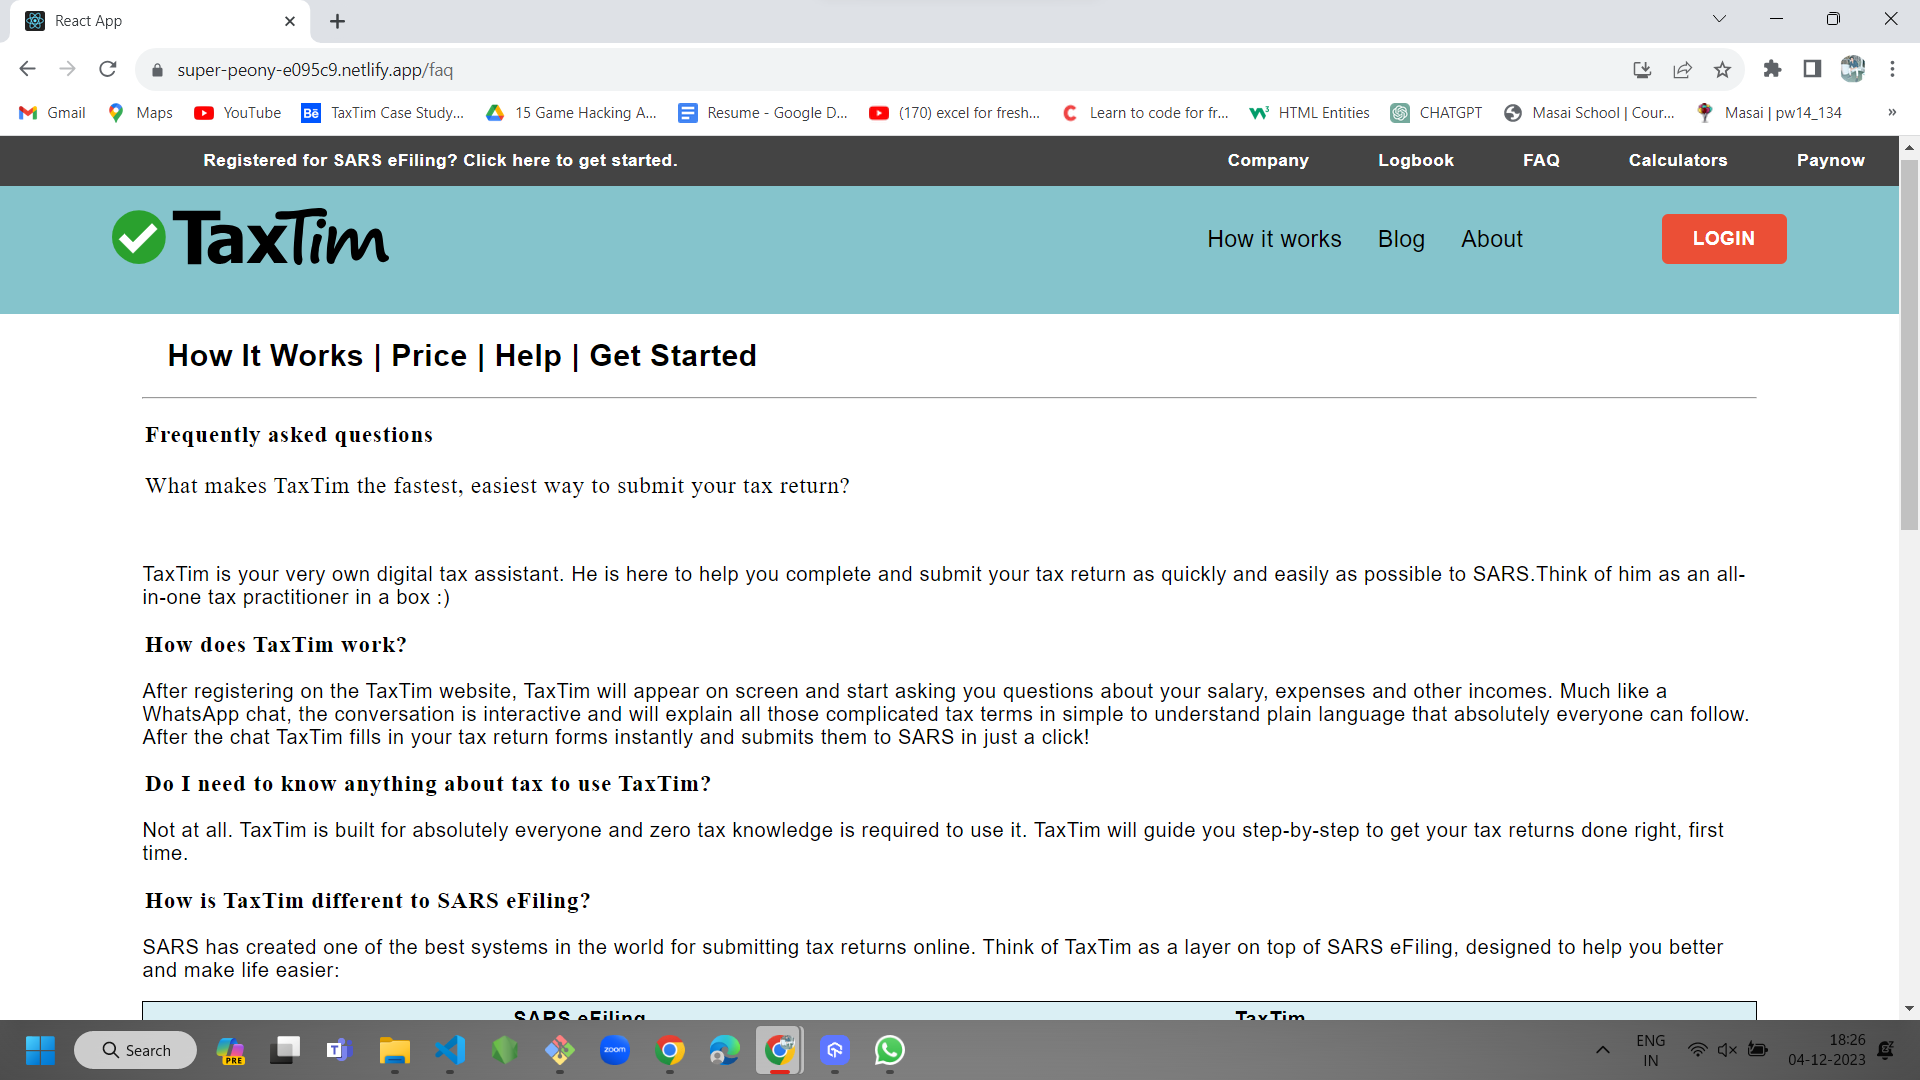 React App
super-peony-e095c9.netlify.app/faq
Gmail Maps YouTube Bē TaxTim Case Study... 15 Game Hacking A... Resume - Google D... (170) excel for fresh... Learn to code for fr... HTML Entities CHATGPT Masai School | Cour... Masai | pw14_134 »
Registered for SARS eFiling? Click here to get started. Company Logbook FAQ Calculators Paynow
TaxTim How it works Blog About LOGIN
How It Works | Price | Help | Get Started
Frequently asked questions
What makes TaxTim the fastest, easiest way to submit your tax return?
TaxTim is your very own digital tax assistant. He is here to help you complete and submit your tax return as quickly and easily as possible to SARS.Think of him as an all-
in-one tax practitioner in a box :)
How does TaxTim work?
After registering on the TaxTim website, TaxTim will appear on screen and start asking you questions about your salary, expenses and other incomes. Much like a
WhatsApp chat, the conversation is interactive and will explain all those complicated tax terms in simple to understand plain language that absolutely everyone can follow.
After the chat TaxTim fills in your tax return forms instantly and submits them to SARS in just a click!
Do I need to know anything about tax to use TaxTim?
Not at all. TaxTim is built for absolutely everyone and zero tax knowledge is required to use it. TaxTim will guide you step-by-step to get your tax returns done right, first
time.
How is TaxTim different to SARS eFiling?
SARS has created one of the best systems in the world for submitting tax returns online. Think of TaxTim as a layer on top of SARS eFiling, designed to help you better
and make life easier:
SARS eFiling TaxTim
Search PRE zoom ENG IN 18:26
04-12-2023